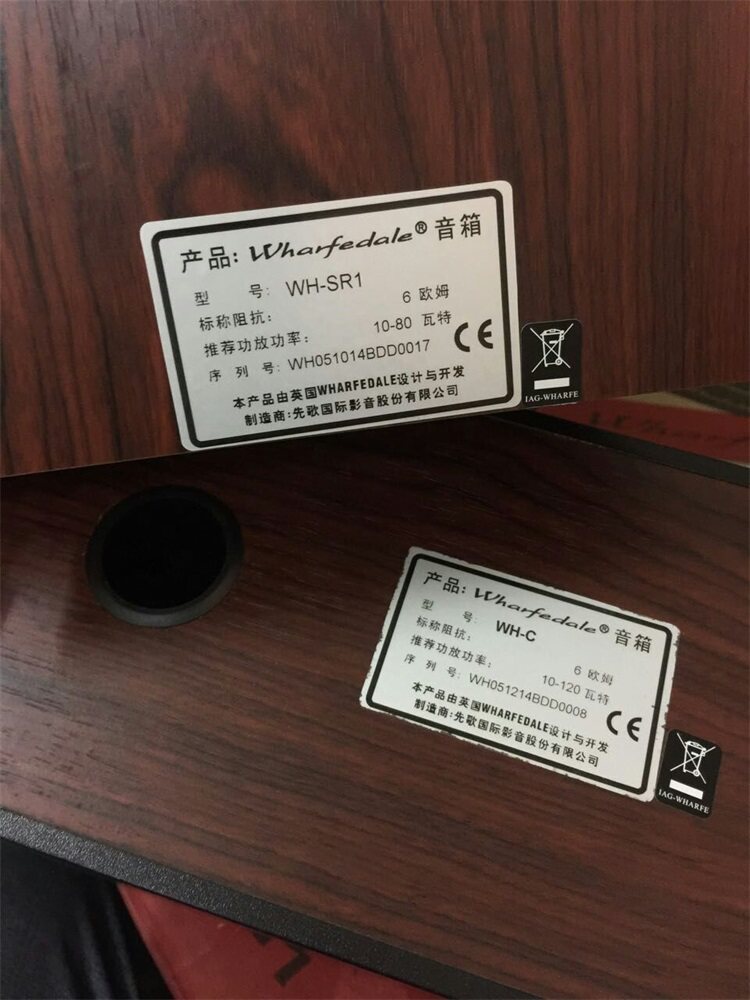 产品: Wharfedale® 音箱
型 号: WH-SR1
标称阻抗: 6 欧姆
推荐功放功率: 10-80 瓦特
序 列 号: WH051014BDD0017
CE
本产品由英国WHARFEDALE设计与开发
制造商:先歌国际影音股份有限公司
IAG-WHARFE
产品: Wharfedale® 音箱
型 号: WH-C
标称阻抗: 6 欧姆
推荐功放功率: 10-120 瓦特
序 列 号: WH051214BDD0008
CE
本产品由英国WHARFEDALE设计与开发
制造商:先歌国际影音股份有限公司
IAG-WHARFE